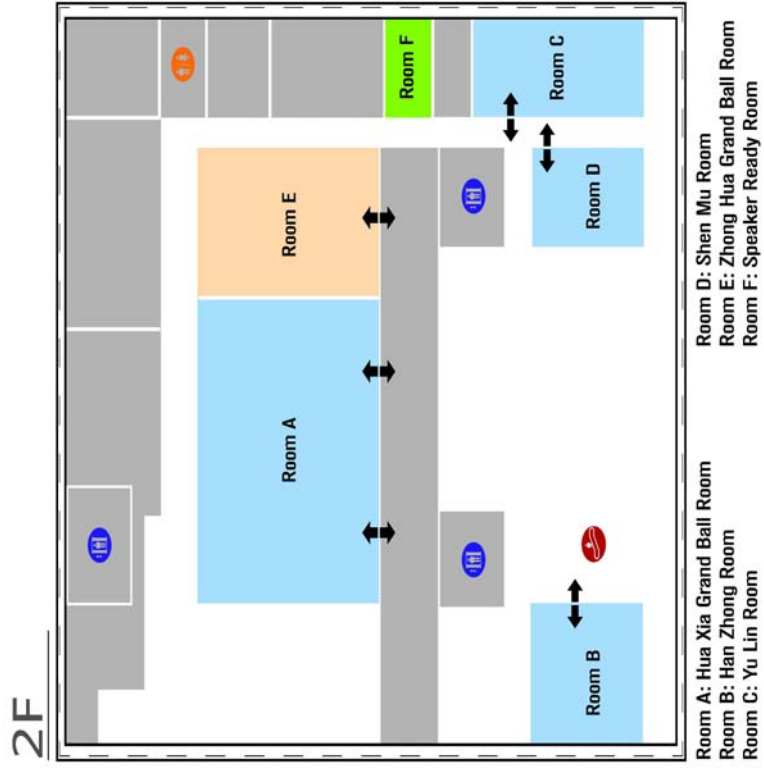 2F
Room F
Room C
Room E
Room D
Room A
Room B
Room A: Hua Xia Grand Ball Room
Room B: Han Zhong Room
Room C: Yu Lin Room
Room D: Shen Mu Room
Room E: Zhong Hua Grand Ball Room
Room F: Speaker Ready Room